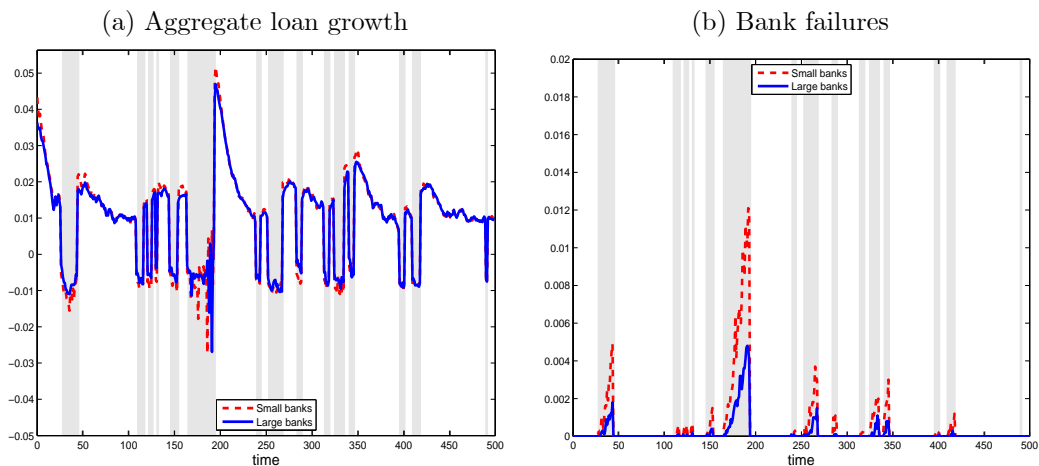 (a) Aggregate loan growth
0.05
0.04
0.03
0.02
0.01
0
-0.01
-0.02
-0.03
-0.04
-0.05
0 50 100 150 200 250 300 350 400 450 500
time
Small banks
Large banks
(b) Bank failures
0.02
0.018
0.016
0.014
0.012
0.01
0.008
0.006
0.004
0.002
0
0 50 100 150 200 250 300 350 400 450 500
time
Small banks
Large banks